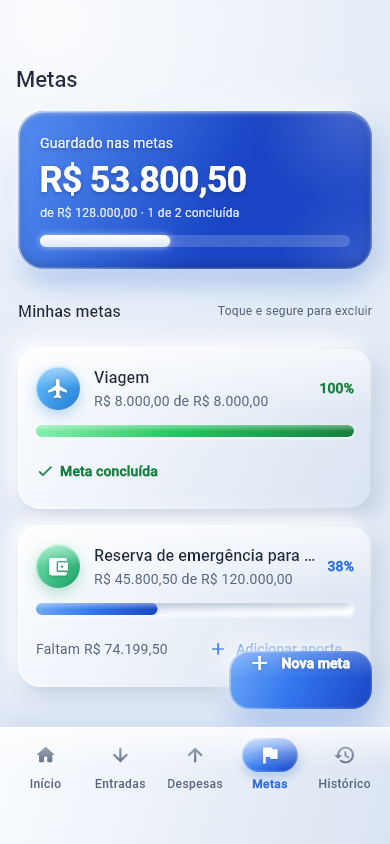 Metas
Guardado nas metas
R$ 53.800,50
de R$ 128.000,00 · 1 de 2 concluída
Minhas metas
Toque e segure para excluir
Viagem
R$ 8.000,00 de R$ 8.000,00
100%
Meta concluída
Reserva de emergência para ...
R$ 45.800,50 de R$ 120.000,00
38%
Faltam R$ 74.199,50
Adicionar aporte
Nova meta
Início
Entradas
Despesas
Metas
Histórico